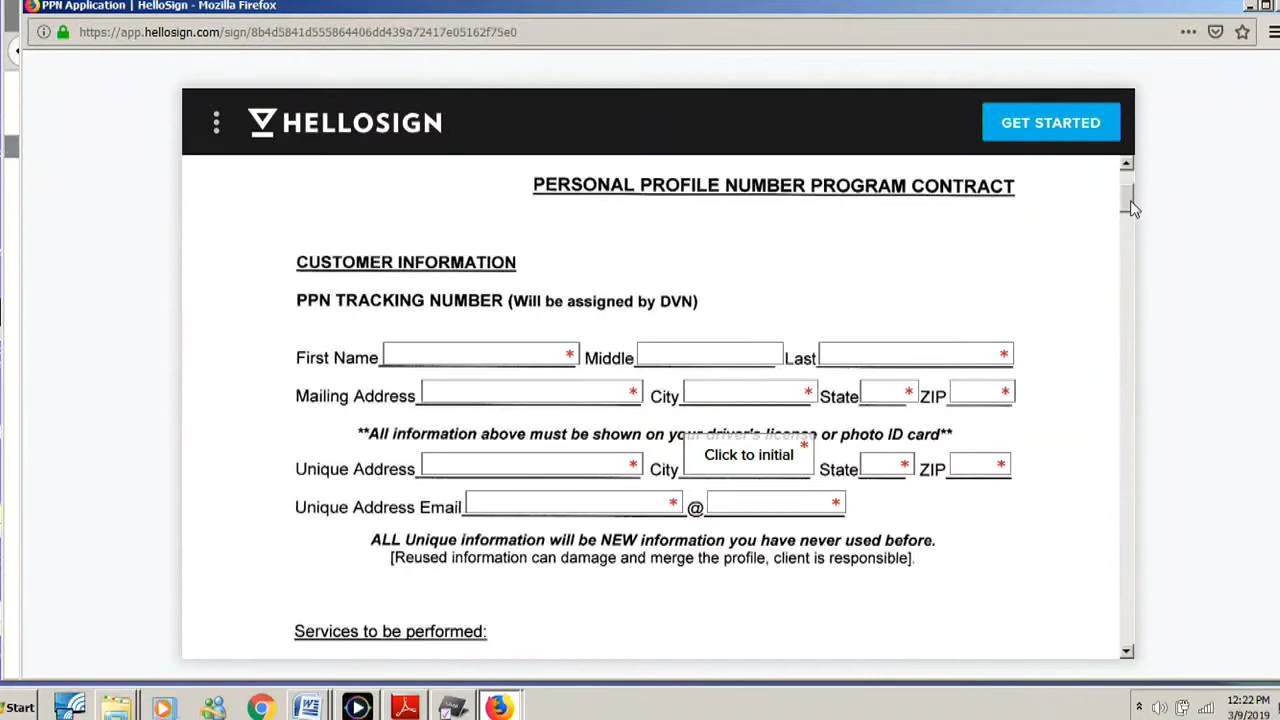 PPN Application | HelloSign - Mozilla Firefox
https://app.hellosign.com/sign/8b4d5841d555864406dd439a72417e05162f75e0
HELLOSIGN
GET STARTED
PERSONAL PROFILE NUMBER PROGRAM CONTRACT
CUSTOMER INFORMATION
PPN TRACKING NUMBER (Will be assigned by DVN)
First Name * Middle Last *
Mailing Address * City * State * ZIP *
**All information above must be shown on your driver's license or photo ID card**
Unique Address * City Click to initial * State * ZIP *
Unique Address Email * @ *
ALL Unique information will be NEW information you have never used before.
[Reused information can damage and merge the profile, client is responsible].
Services to be performed:
Start
12:22 PM
3/9/2019